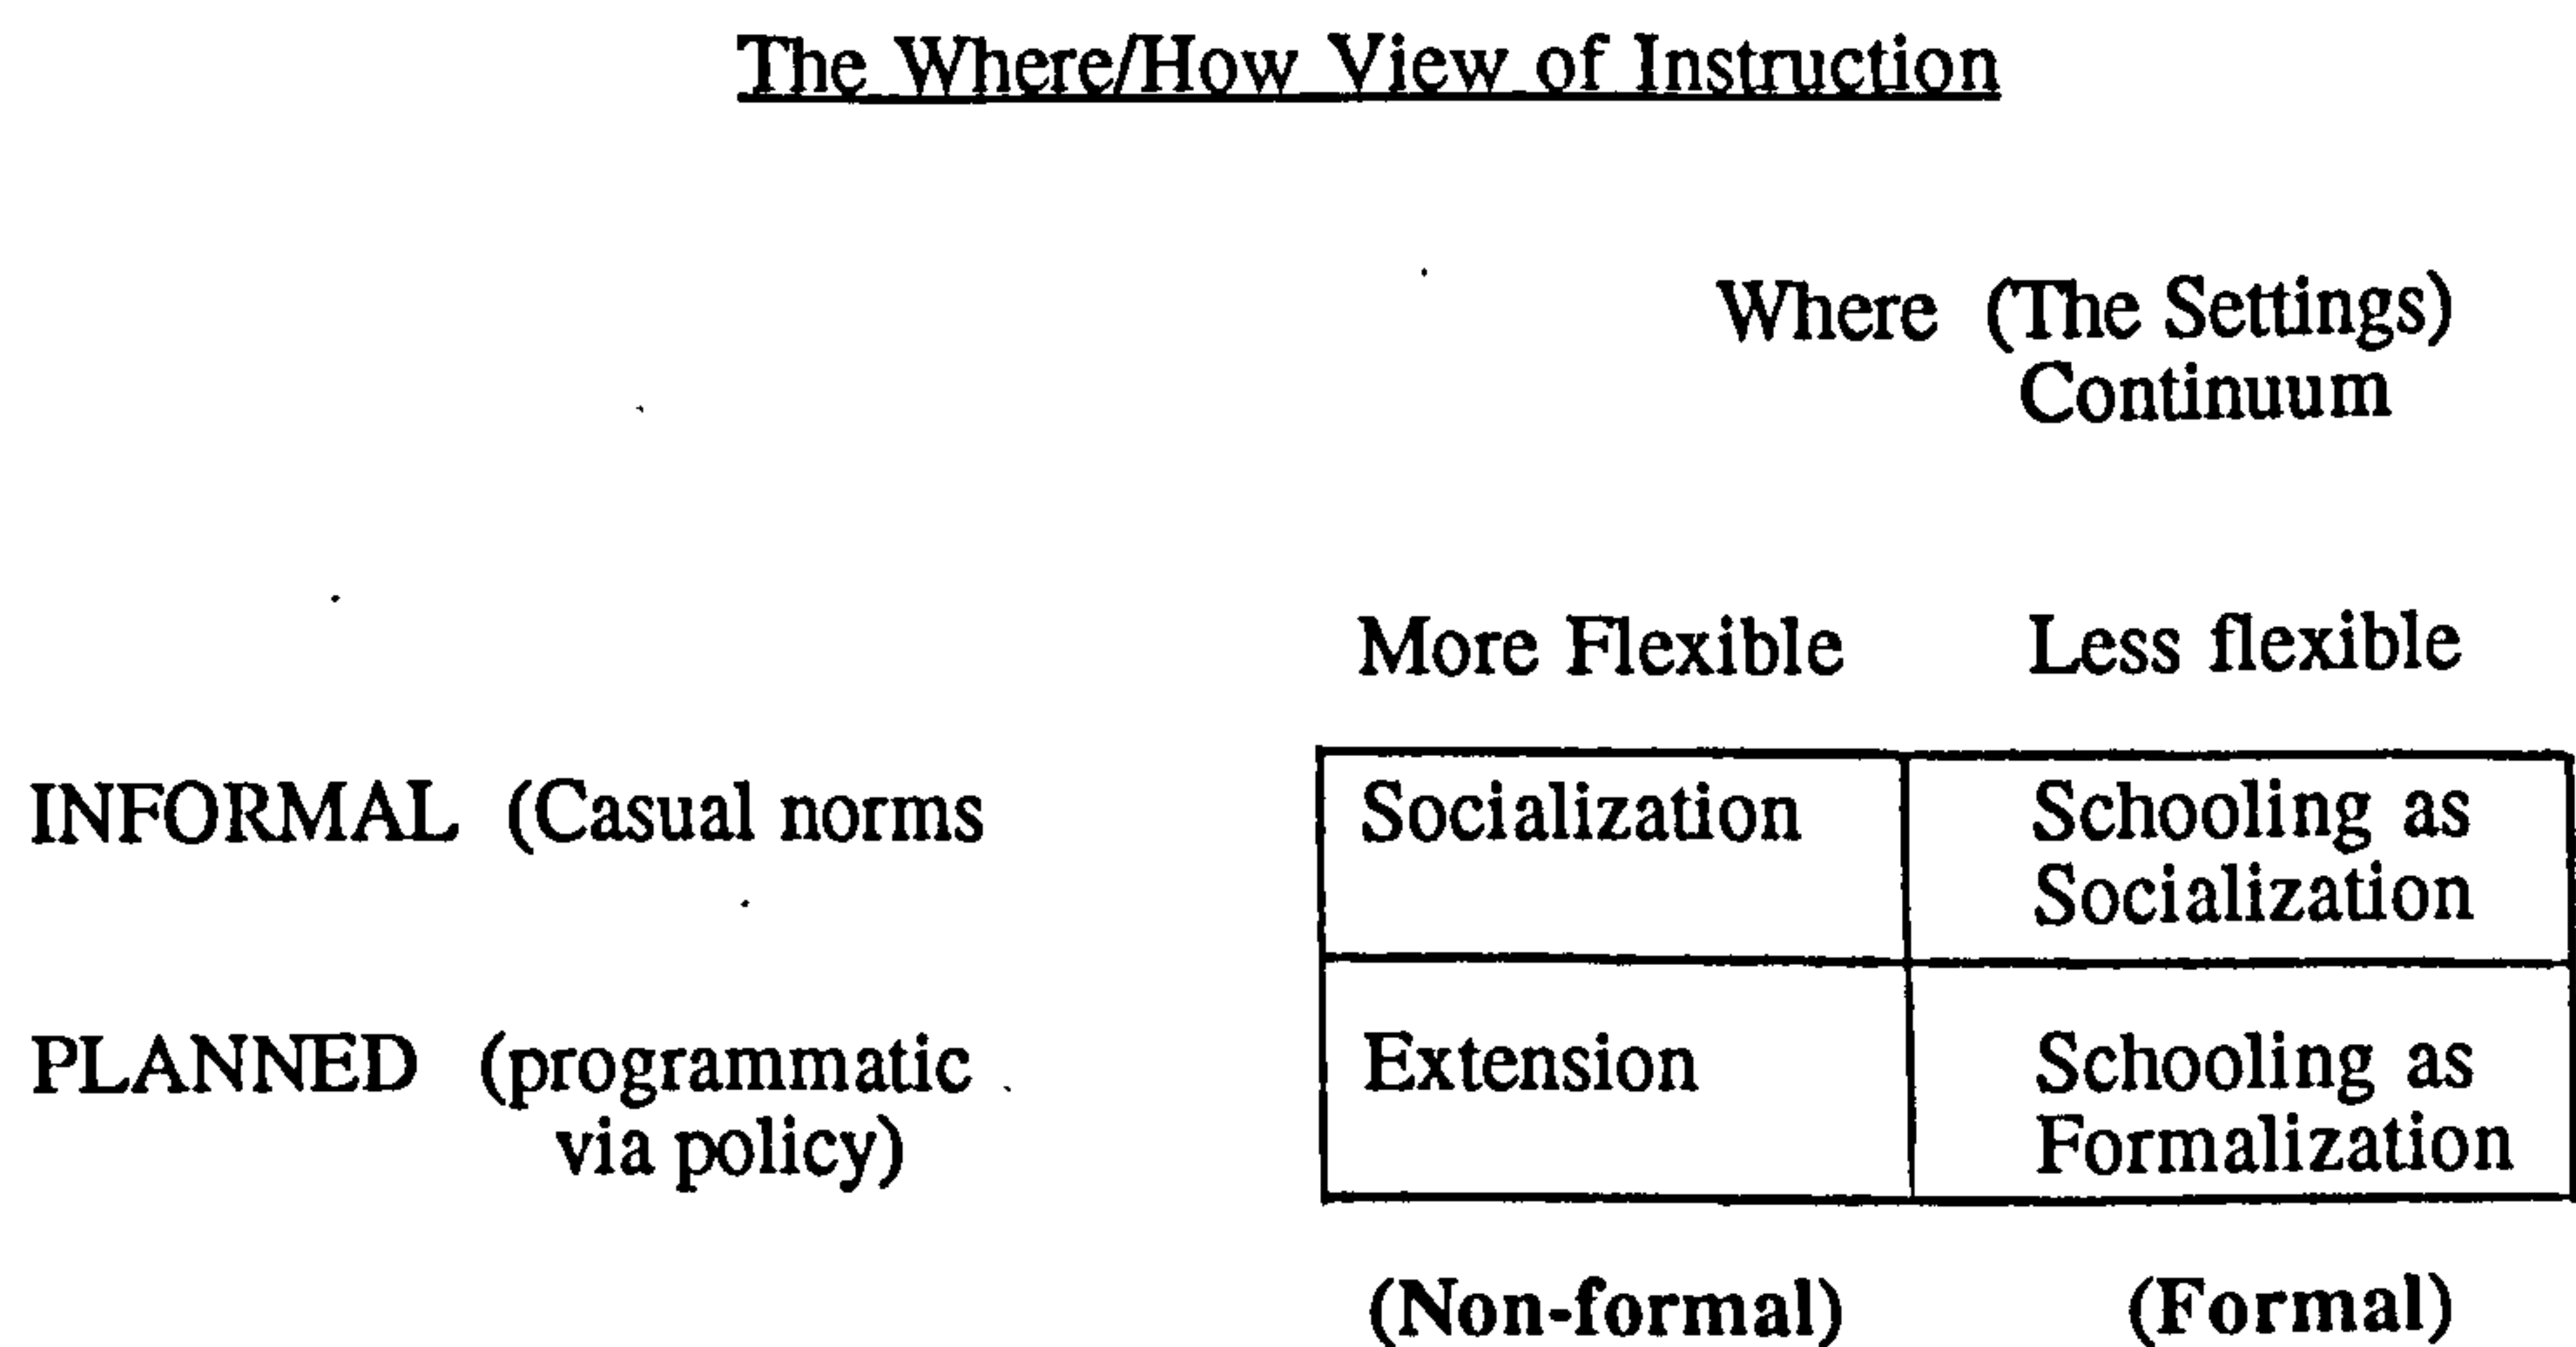 The Where/How View of Instruction
Where (The Settings)
Continuum
More Flexible Less flexible
INFORMAL (Casual norms Socialization Schooling as
Socialization
PLANNED (programmatic Extension Schooling as
via policy) Formalization
(Non-formal) (Formal)